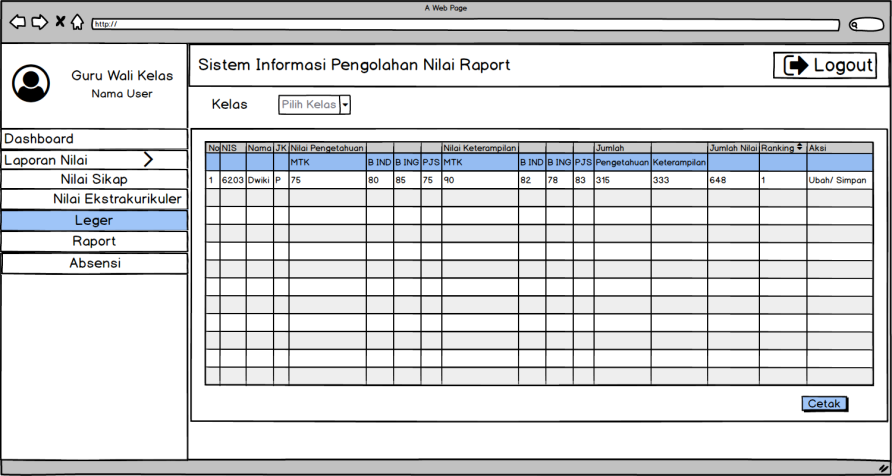 A Web Page
http://
Guru Wali Kelas
Nama User
Sistem Informasi Pengolahan Nilai Raport
Logout
Kelas
Pilih Kelas
Dashboard
Laporan Nilai
Nilai Sikap
Nilai Ekstrakurikuler
Leger
Raport
Absensi
No NIS Nama JK Nilai Pengetahuan Nilai Keterampilan Jumlah Jumlah Nilai Ranking Aksi
MTK B IND B ING PJS MTK B IND B ING PJS Pengetahuan Keterampilan
1 6203 Dwiki P 75 80 85 75 90 82 78 83 315 333 648 1 Ubah/ Simpan
Cetak